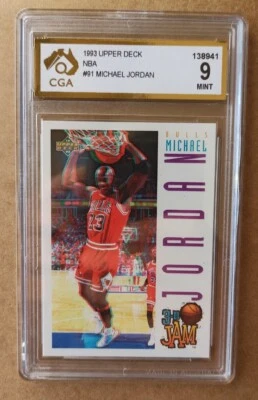 1993 UPPER DECK
NBA
#91 MICHAEL JORDAN
CGA
138941
9
MINT
BULLS
MICHAEL
JORDAN
23
3-D
JAM